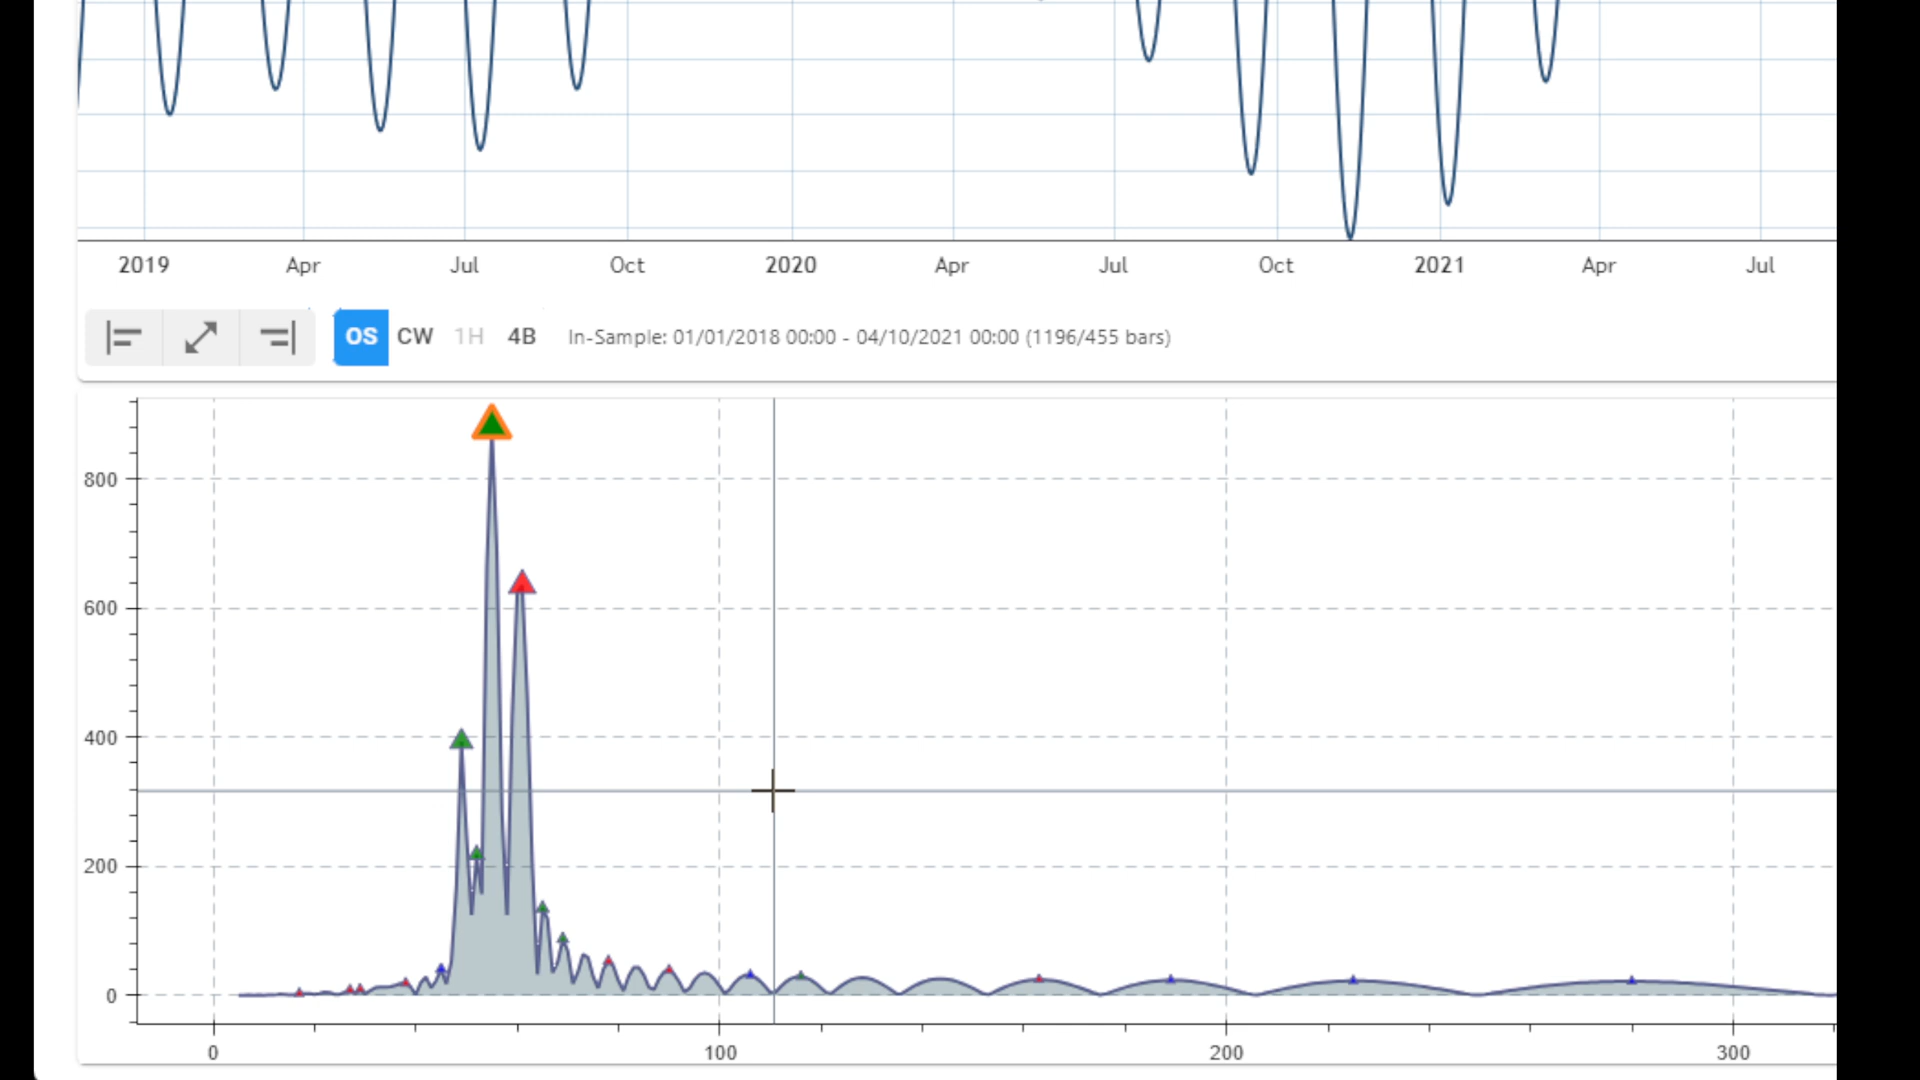 2019 Apr Jul Oct 2020 Apr Jul Oct 2021 Apr Jul
OS CW 1H 4B In-Sample: 01/01/2018 00:00 - 04/10/2021 00:00 (1196/455 bars)
800
600
400
200
0
0 100 200 300